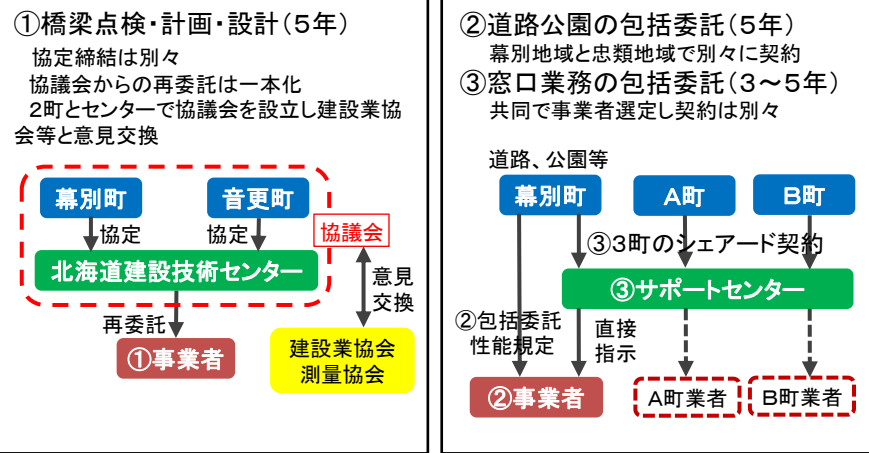 ①橋梁点検・計画・設計（５年）
協定締結は別々
協議会からの再委託は一本化
２町とセンターで協議会を設立し建設業協
会等と意見交換
幕別町
音更町
協定
協定
協議会
北海道建設技術センター
意見
交換
再委託
①事業者
建設業協会
測量協会
②道路公園の包括委託（５年）
幕別地域と忠類地域で別々に契約
③窓口業務の包括委託（３～５年）
共同で事業者選定し契約は別々
道路、公園等
幕別町
Ａ町
Ｂ町
③３町のシェアード契約
③サポートセンター
②包括委託
性能規定
直接
指示
②事業者
Ａ町業者
Ｂ町業者